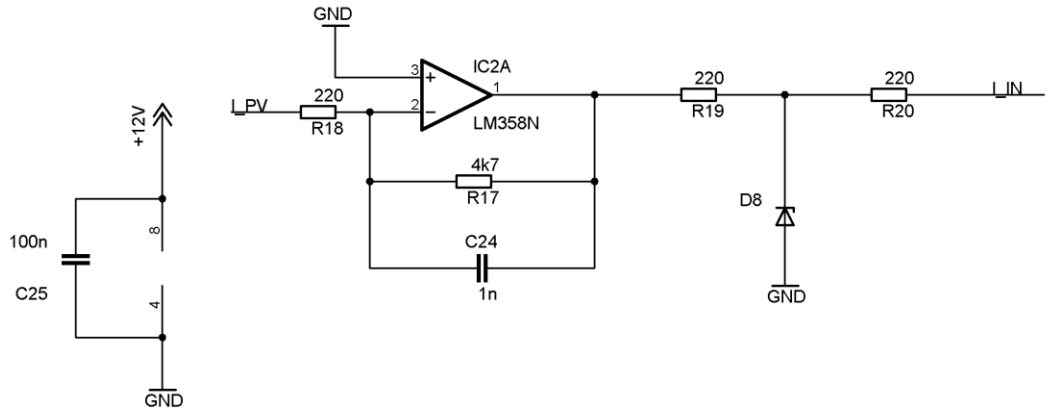 GND
3
IC2A
1
220
I_PV
2
R18
LM358N
220
R19
220
I_IN
R20
+12V
4k7
R17
D8
100n
8
C24
C25
1n
4
GND
GND